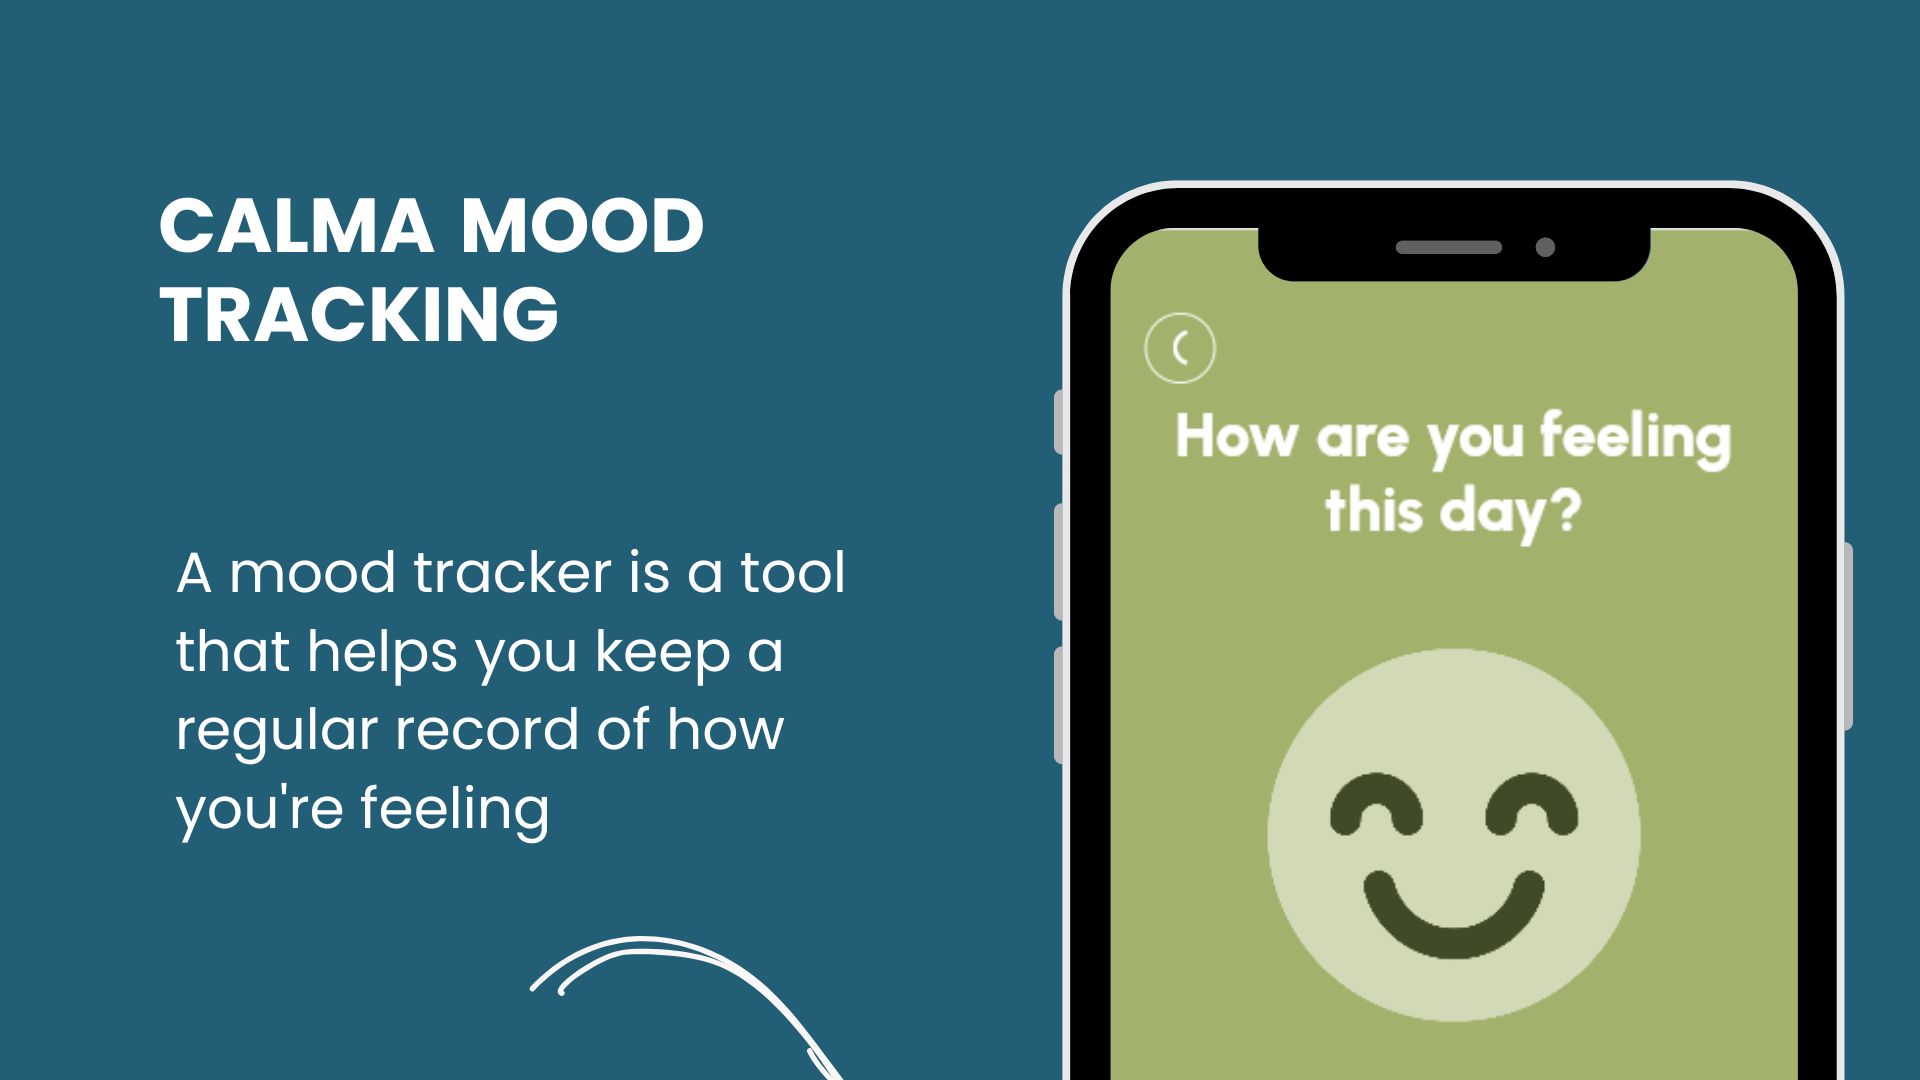 CALMA MOOD
TRACKING
A mood tracker is a tool
that helps you keep a
regular record of how
you're feeling
How are you feeling
this day?